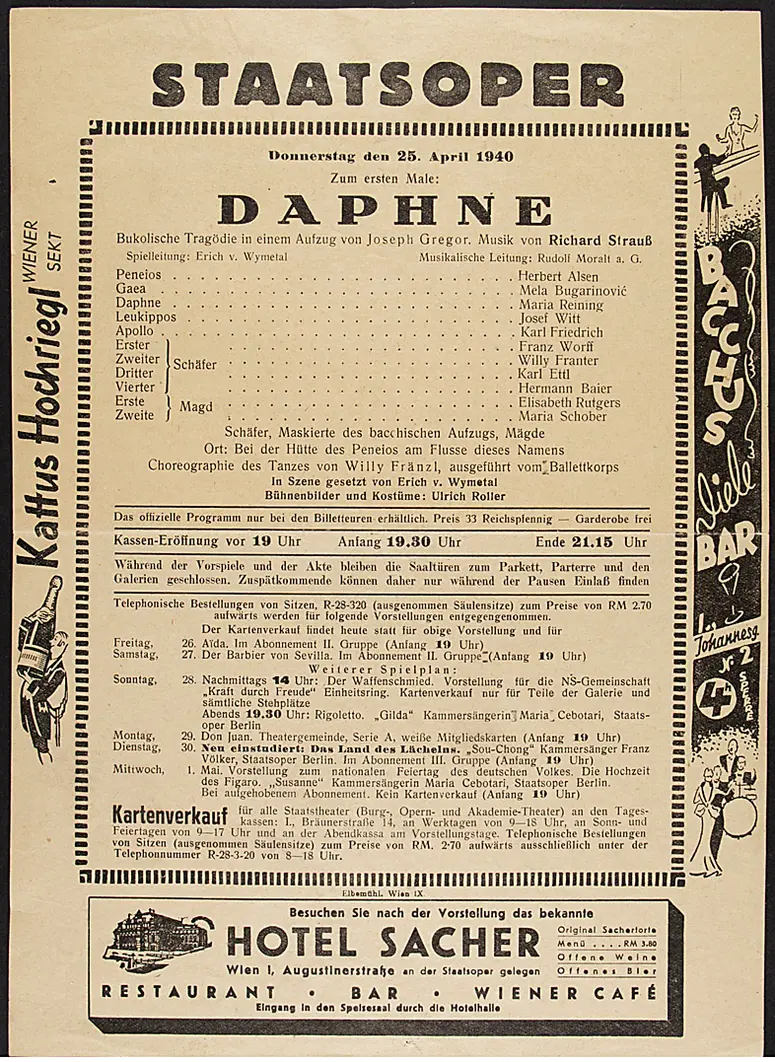 STAATSOPER
Donnerstag den 25. April 1940
Zum ersten Male:
DAPHNE
Bukolische Tragödie in einem Aufzug von Joseph Gregor. Musik von Richard Strauß
Spielleitung: Erich v. Wymetal Musikalische Leitung: Rudolf Moralt a. G.
Peneios . . . . . . . . . . Herbert Alsen
Gaea . . . . . . . . . . Mela Bugarinović
Daphne . . . . . . . . . . Maria Reining
Leukippos . . . . . . . . . . Josef Witt
Apollo . . . . . . . . . . Karl Friedrich
Erster } Schäfer . . . . . . . . . . Franz Worff
Zweiter } Schäfer . . . . . . . . . . Willy Franter
Dritter } Schäfer . . . . . . . . . . Karl Ettl
Vierter } Schäfer . . . . . . . . . . Hermann Baier
Erste } Magd . . . . . . . . . . Elisabeth Rutgers
Zweite } Magd . . . . . . . . . . Maria Schober
Schäfer, Maskierte des bacchischen Aufzugs, Mägde
Ort: Bei der Hütte des Peneios am Flusse dieses Namens
Choreographie des Tanzes von Willy Fränzl, ausgeführt vom Ballettkorps
In Szene gesetzt von Erich v. Wymetal
Bühnenbilder und Kostüme: Ulrich Roller
Das offizielle Programm nur bei den Billetteuren erhältlich. Preis 33 Reichspfennig — Garderobe frei
Kassen-Eröffnung vor 19 Uhr Anfang 19.30 Uhr Ende 21.15 Uhr
Während der Vorspiele und der Akte bleiben die Saaltüren zum Parkett, Parterre und den
Galerien geschlossen. Zuspätkommende können daher nur während der Pausen Einlaß finden
Telephonische Bestellungen von Sitzen, R-28-320 (ausgenommen Säulensitze) zum Preise von RM 2.70
aufwärts werden für folgende Vorstellungen entgegengenommen.
Der Kartenverkauf findet heute statt für obige Vorstellung und für
Freitag, 26. Aïda. Im Abonnement II. Gruppe (Anfang 19 Uhr)
Samstag, 27. Der Barbier von Sevilla. Im Abonnement II. Gruppe (Anfang 19 Uhr)
Weiterer Spielplan:
Sonntag, 28. Nachmittags 14 Uhr: Der Waffenschmied. Vorstellung für die NS-Gemeinschaft
„Kraft durch Freude“ Einheitsring. Kartenverkauf nur für Teile der Galerie und
sämtliche Stehplätze
Abends 19.30 Uhr: Rigoletto. „Gilda“ Kammersängerin Maria Cebotari, Staats-
oper Berlin
Montag, 29. Don Juan. Theatergemeinde, Serie A, weiße Mitgliedskarten (Anfang 19 Uhr)
Dienstag, 30. Neu einstudiert: Das Land des Lächelns. „Sou-Chong“ Kammersänger Franz
Völker, Staatsoper Berlin. Im Abonnement III. Gruppe (Anfang 19 Uhr)
Mittwoch, 1. Mai. Vorstellung zum nationalen Feiertag des deutschen Volkes. Die Hochzeit
des Figaro. „Susanne“ Kammersängerin Maria Cebotari, Staatsoper Berlin.
Bei aufgehobenem Abonnement. Kein Kartenverkauf (Anfang 19 Uhr)
Kartenverkauf für alle Staatstheater (Burg-, Opern- und Akademie-Theater) an den Tages-
kassen: I., Bräunerstraße 14, an Werktagen von 9—18 Uhr, an Sonn- und
Feiertagen von 9—17 Uhr und an der Abendkassa am Vorstellungstage. Telephonische Bestellungen
von Sitzen (ausgenommen Säulensitze) zum Preise von RM. 2·70 aufwärts ausschließlich unter der
Telephonnummer R-28-3-20 von 8—18 Uhr.
Elbemühl. Wien IX.
Kattus Hochriegl
WIENER
SEKT
BACCHUS
Diele
BAR
I.,
Johannesg.
Nr 2
4h
SPERRE
Besuchen Sie nach der Vorstellung das bekannte
HOTEL SACHER
Wien I, Augustinerstraße an der Staatsoper gelegen
Original Sachertorte
Menü . . . . RM 3.80
Offene Weine
Offenes Bier
RESTAURANT • BAR • WIENER CAFÉ
Eingang in den Speisesaal durch die Hotelhalle